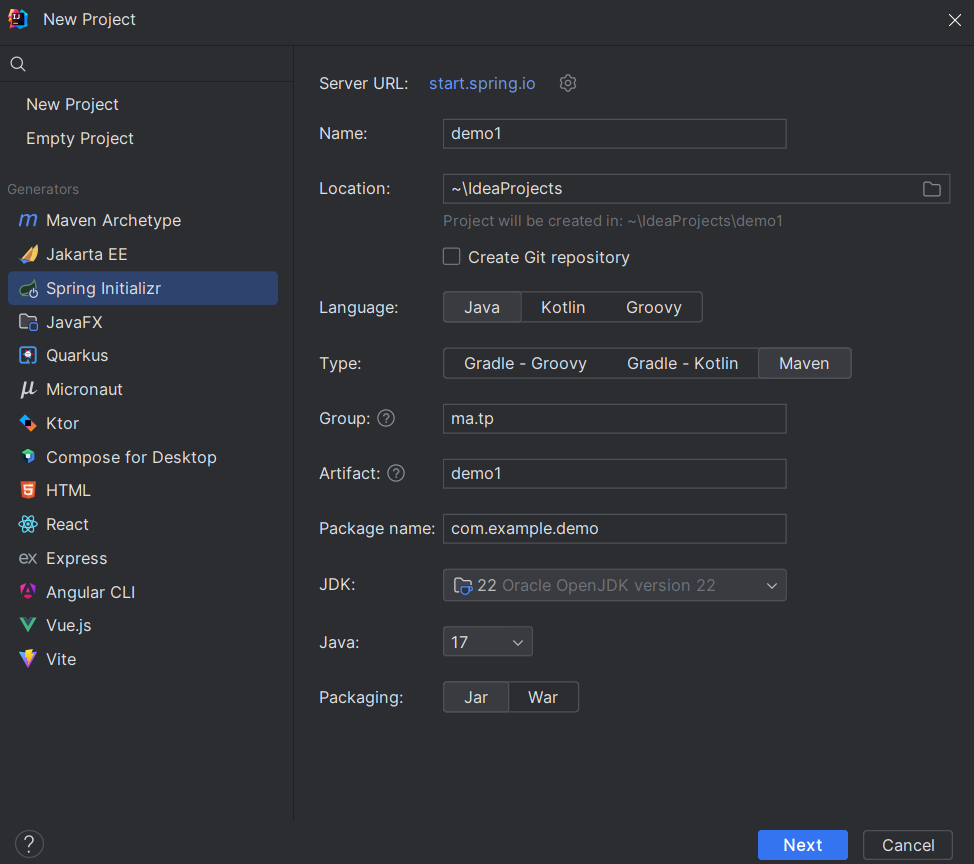 New Project
New Project
Empty Project
Generators
Maven Archetype
Jakarta EE
Spring Initializr
JavaFX
Quarkus
Micronaut
Ktor
Compose for Desktop
HTML
React
Express
Angular CLI
Vue.js
Vite
Server URL: start.spring.io
Name: demo1
Location: ~\IdeaProjects
Project will be created in: ~\IdeaProjects\demo1
Create Git repository
Language: Java Kotlin Groovy
Type: Gradle - Groovy Gradle - Kotlin Maven
Group: ? ma.tp
Artifact: ? demo1
Package name: com.example.demo
JDK: 22 Oracle OpenJDK version 22
Java: 17
Packaging: Jar War
? Next Cancel